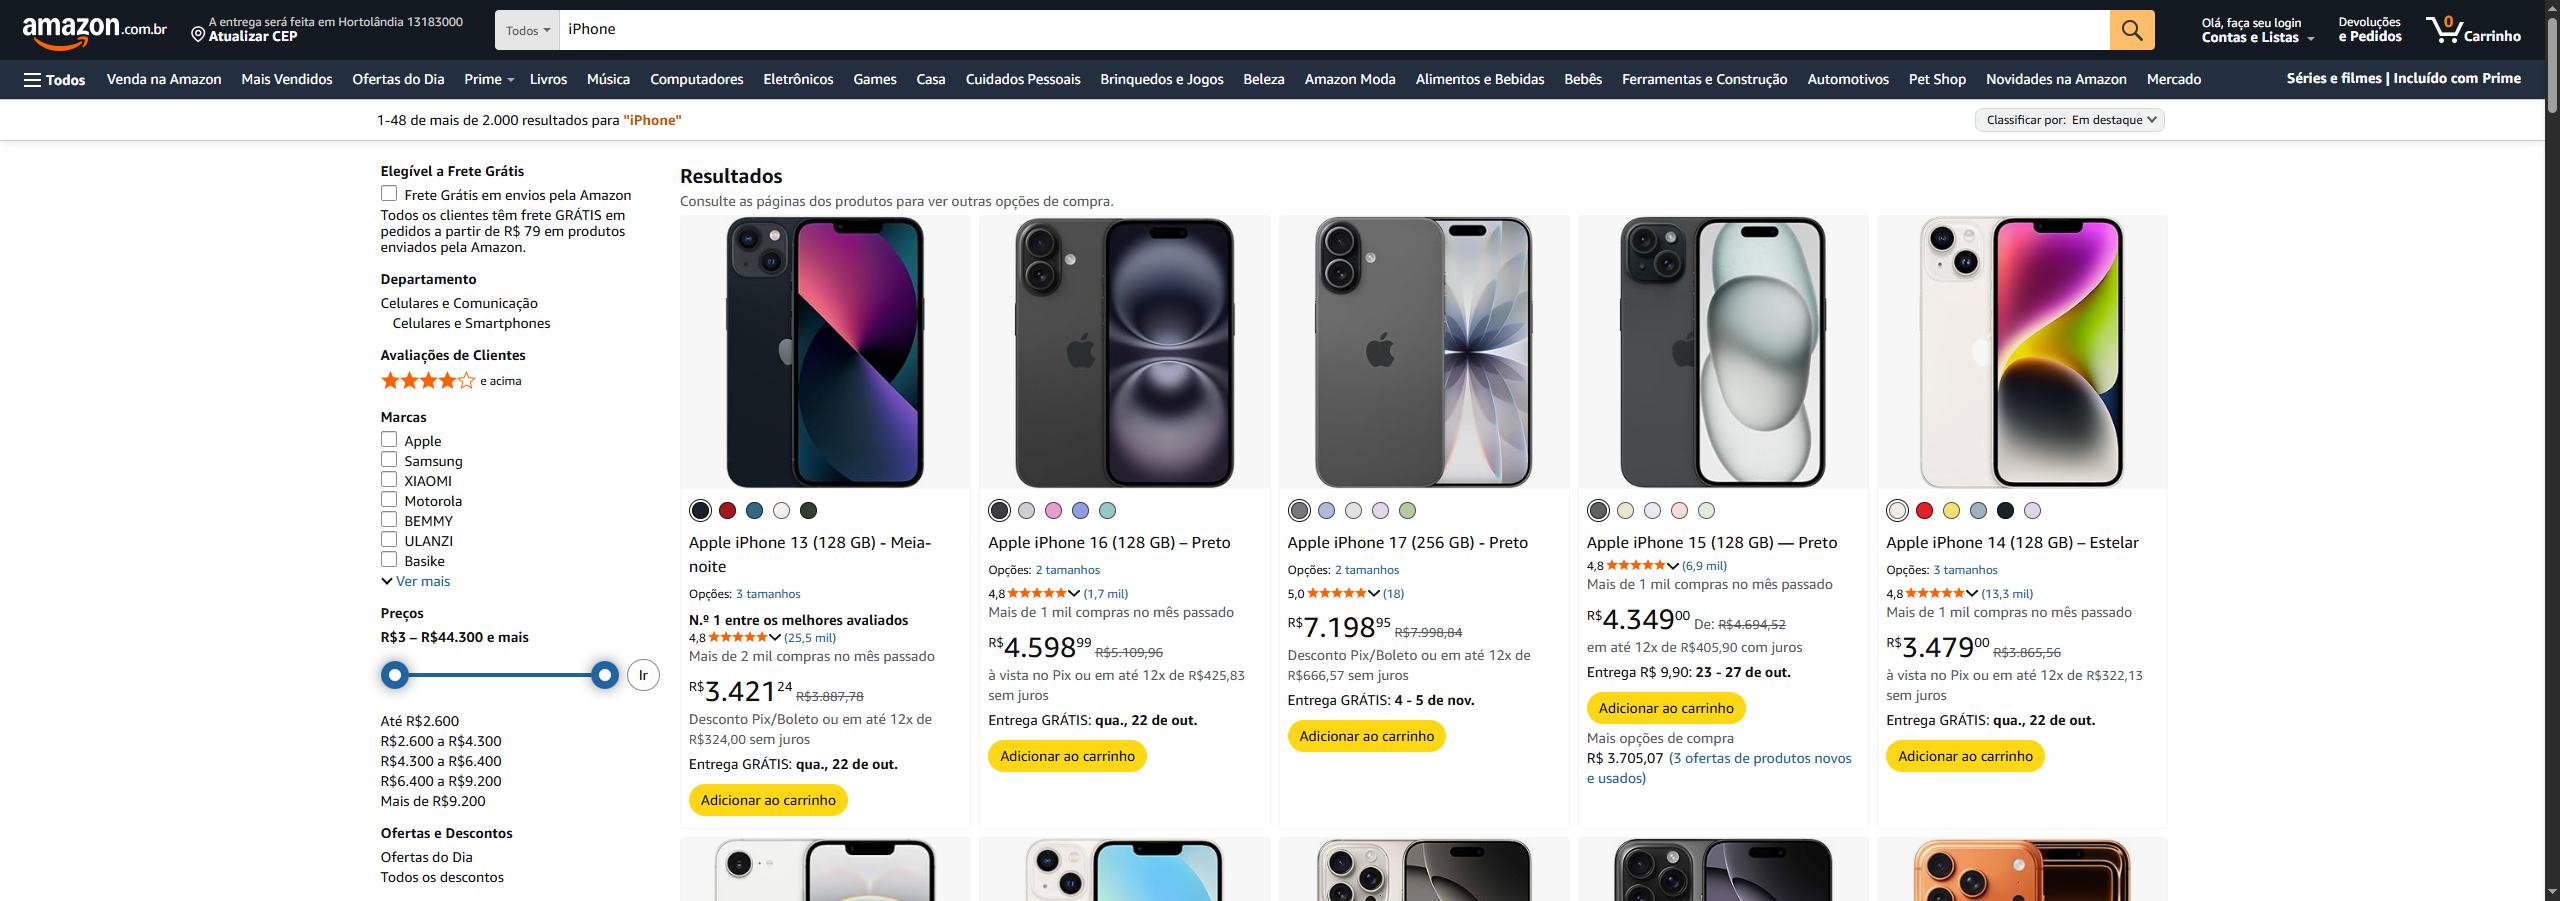 amazon.com.br
A entrega será feita em Hortolândia 13183000
Atualizar CEP
Todos
iPhone
Olá, faça seu login
Contas e Listas
Devoluções
e Pedidos
0
Carrinho
Todos
Venda na Amazon
Mais Vendidos
Ofertas do Dia
Prime
Livros
Música
Computadores
Eletrônicos
Games
Casa
Cuidados Pessoais
Brinquedos e Jogos
Beleza
Amazon Moda
Alimentos e Bebidas
Bebês
Ferramentas e Construção
Automotivos
Pet Shop
Novidades na Amazon
Mercado
Séries e filmes | Incluído com Prime
1-48 de mais de 2.000 resultados para "iPhone"
Classificar por: Em destaque
Elegível a Frete Grátis
Frete Grátis em envios pela Amazon
Todos os clientes têm frete GRÁTIS em
pedidos a partir de R$ 79 em produtos
enviados pela Amazon.
Departamento
Celulares e Comunicação
Celulares e Smartphones
Avaliações de Clientes
e acima
Marcas
Apple
Samsung
XIAOMI
Motorola
BEMMY
ULANZI
Basike
Ver mais
Preços
R$3 – R$44.300 e mais
Ir
Até R$2.600
R$2.600 a R$4.300
R$4.300 a R$6.400
R$6.400 a R$9.200
Mais de R$9.200
Ofertas e Descontos
Ofertas do Dia
Todos os descontos
Resultados
Consulte as páginas dos produtos para ver outras opções de compra.
Apple iPhone 13 (128 GB) - Meia-
noite
Opções: 3 tamanhos
N.º 1 entre os melhores avaliados
4,8 (25,5 mil)
Mais de 2 mil compras no mês passado
R$3.42124 R$3.887,78
Desconto Pix/Boleto ou em até 12x de
R$324,00 sem juros
Entrega GRÁTIS: qua., 22 de out.
Adicionar ao carrinho
Apple iPhone 16 (128 GB) – Preto
Opções: 2 tamanhos
4,8 (1,7 mil)
Mais de 1 mil compras no mês passado
R$4.59899 R$5.109,96
à vista no Pix ou em até 12x de R$425,83
sem juros
Entrega GRÁTIS: qua., 22 de out.
Adicionar ao carrinho
Apple iPhone 17 (256 GB) - Preto
Opções: 2 tamanhos
5,0 (18)
R$7.19895 R$7.998,84
Desconto Pix/Boleto ou em até 12x de
R$666,57 sem juros
Entrega GRÁTIS: 4 - 5 de nov.
Adicionar ao carrinho
Apple iPhone 15 (128 GB) — Preto
4,8 (6,9 mil)
Mais de 1 mil compras no mês passado
R$4.34900 De: R$4.694,52
em até 12x de R$405,90 com juros
Entrega R$ 9,90: 23 - 27 de out.
Adicionar ao carrinho
Mais opções de compra
R$ 3.705,07 (3 ofertas de produtos novos
e usados)
Apple iPhone 14 (128 GB) – Estelar
Opções: 3 tamanhos
4,8 (13,3 mil)
Mais de 1 mil compras no mês passado
R$3.47900 R$3.865,56
à vista no Pix ou em até 12x de R$322,13
sem juros
Entrega GRÁTIS: qua., 22 de out.
Adicionar ao carrinho